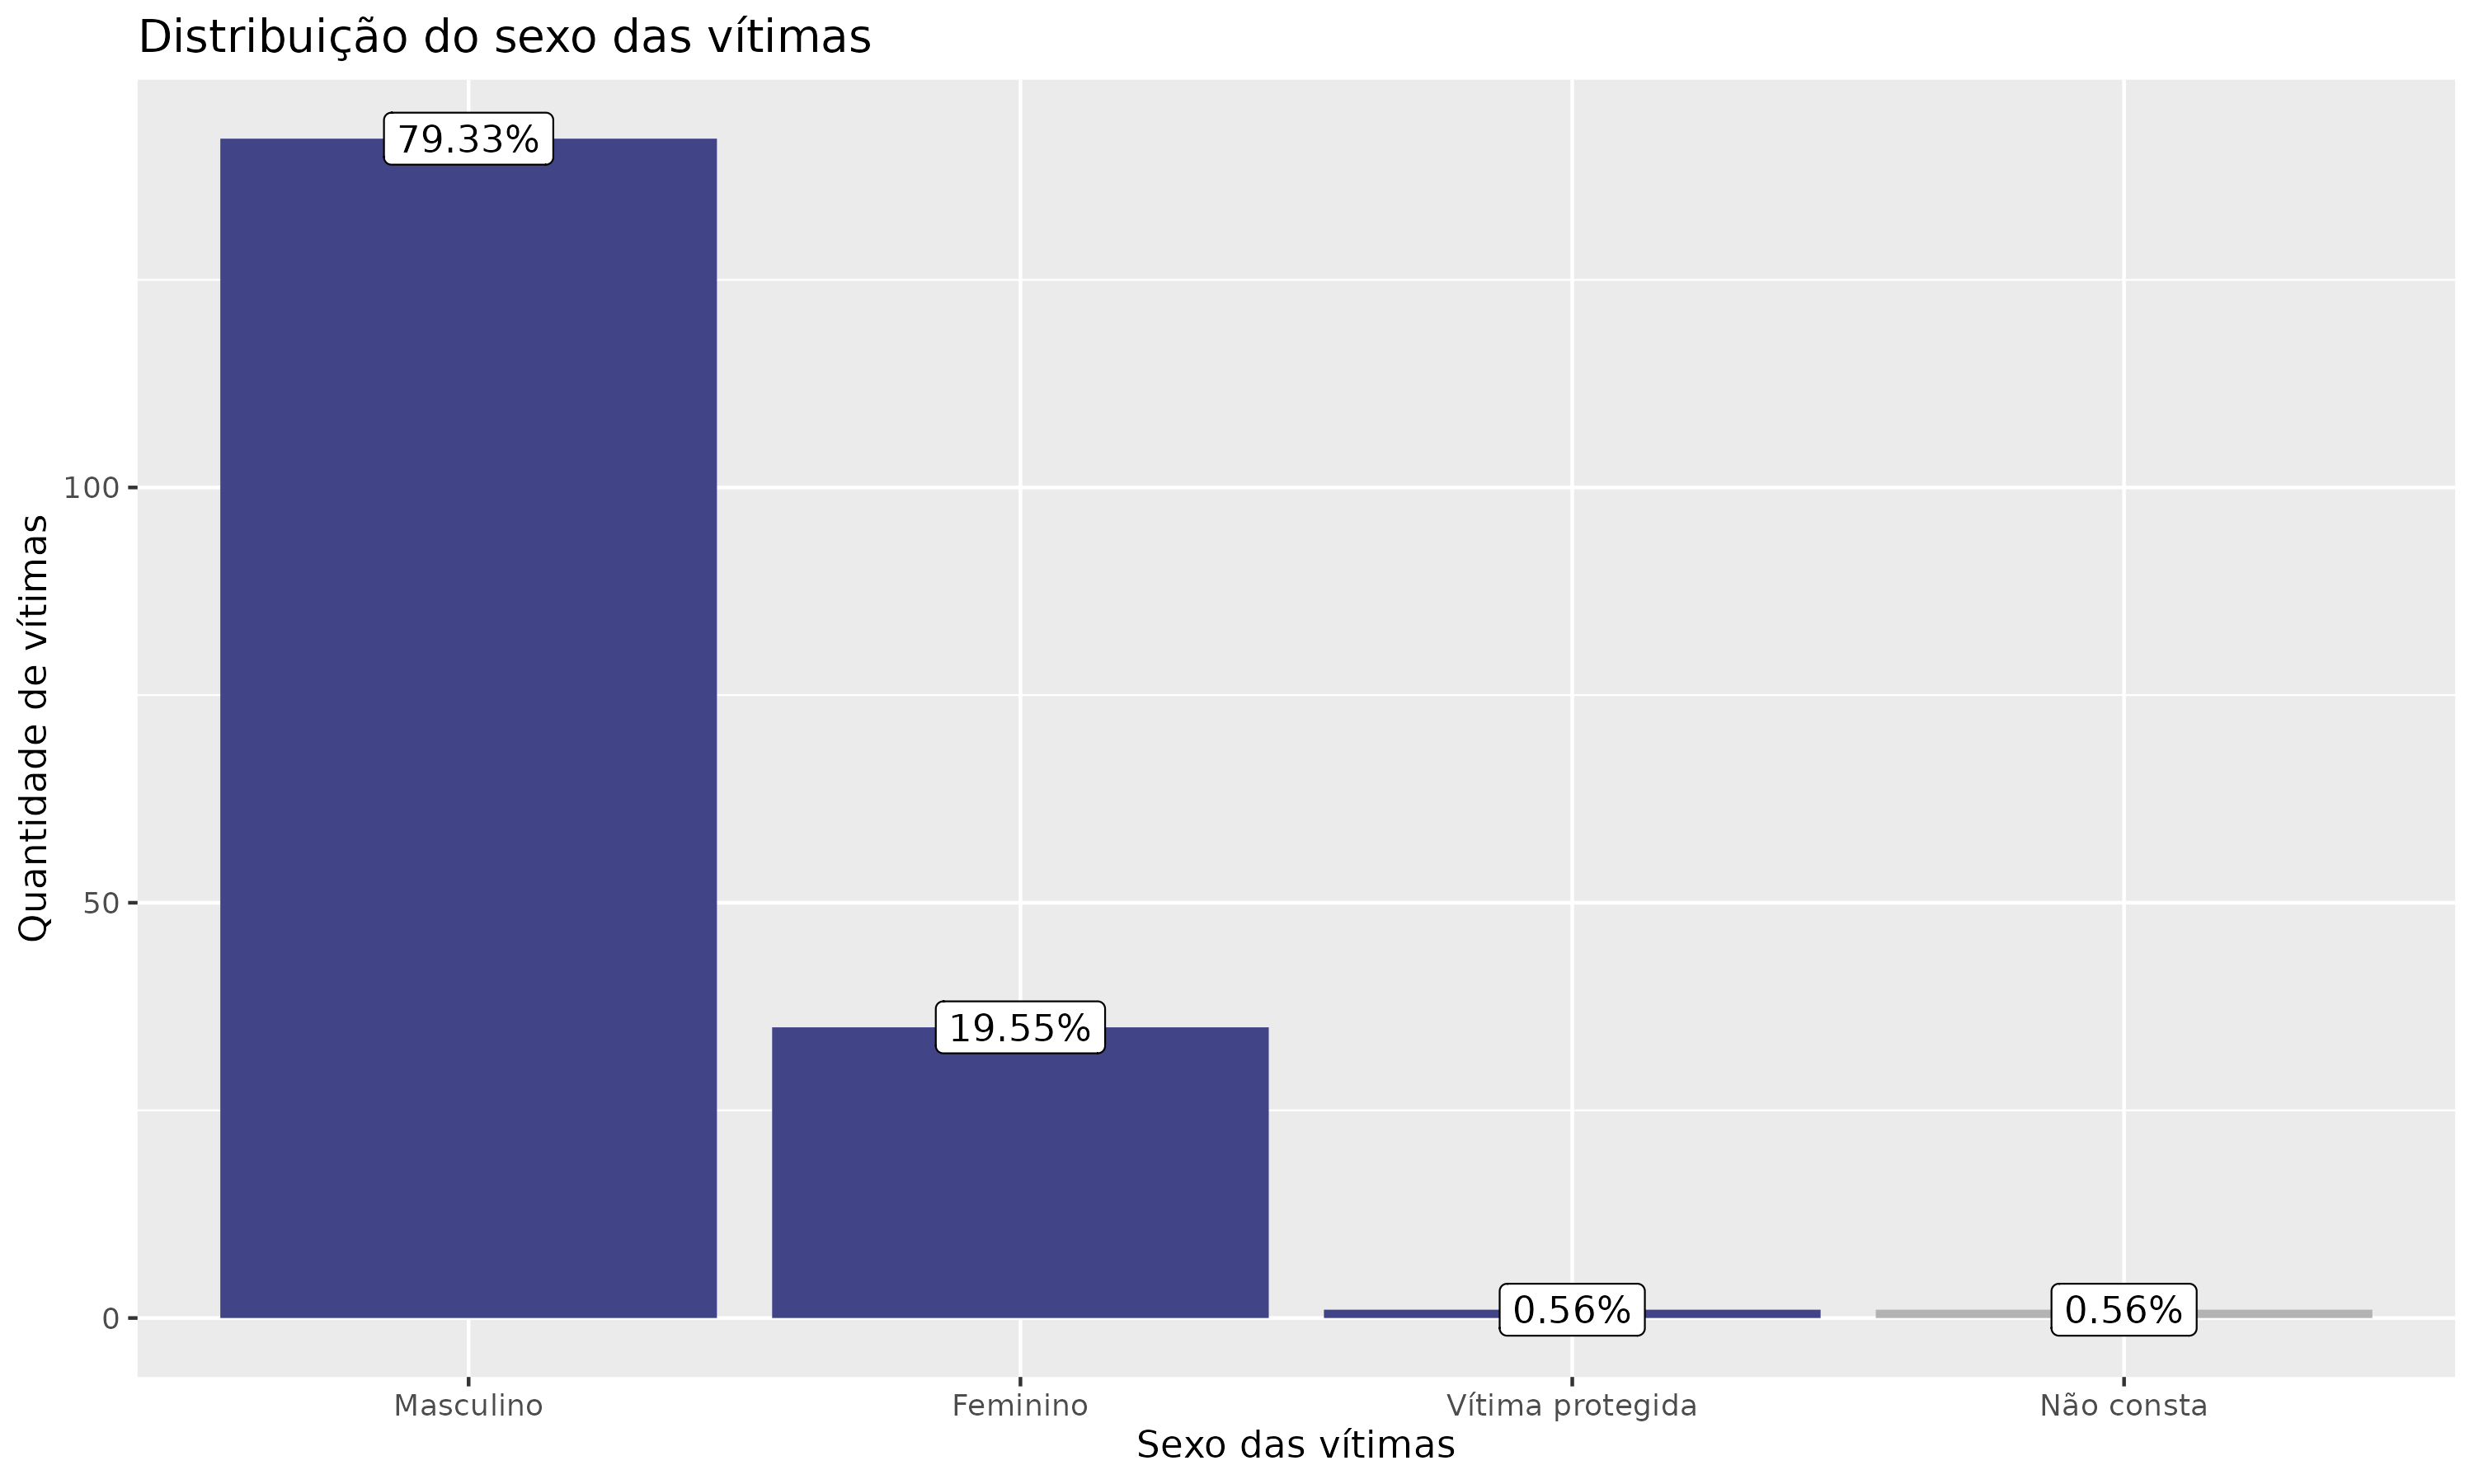 Distribuição do sexo das vítimas
79.33%
100
Quantidade de vítimas
50
19.55%
0.56%
0.56%
0
Masculino
Feminino
Vítima protegida
Não consta
Sexo das vítimas